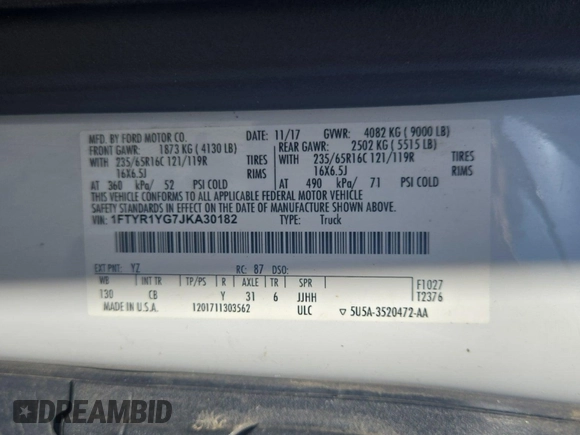 MFD. BY FORD MOTOR CO. 11/17 GVWR: 4082 KG ( 9000 LB)
FRONT GAWR: 1873 KG ( 4130 LB) REAR GAWR: 2502 KG ( 5515 LB)
WITH 235/65R16C 121/119R TIRES WITH 235/65R16C 121/119R TIRES
16X6.5J RIMS 16X6.5J RIMS
AT 360 kPa/ 52 PSI COLD AT 490 kPa/ 71 PSI COLD
THIS VEHICLE CONFORMS TO ALL APPLICABLE FEDERAL MOTOR VEHICLE
SAFETY STANDARDS IN EFFECT ON THE DATE OF MANUFACTURE SHOWN ABOVE.
VIN: 1FTYR1YG7JKA30182 TYPE: Truck
EXT PNT: YZ RC: 87 DSO:
WB INT TR TP/PS R AXLE TR SPR F1027
130 CB Y 31 6 JJHH T2376
MADE IN U.S.A. 1201711303562 ULC ▽ 5U5A-3520472-AA
DREAMBID